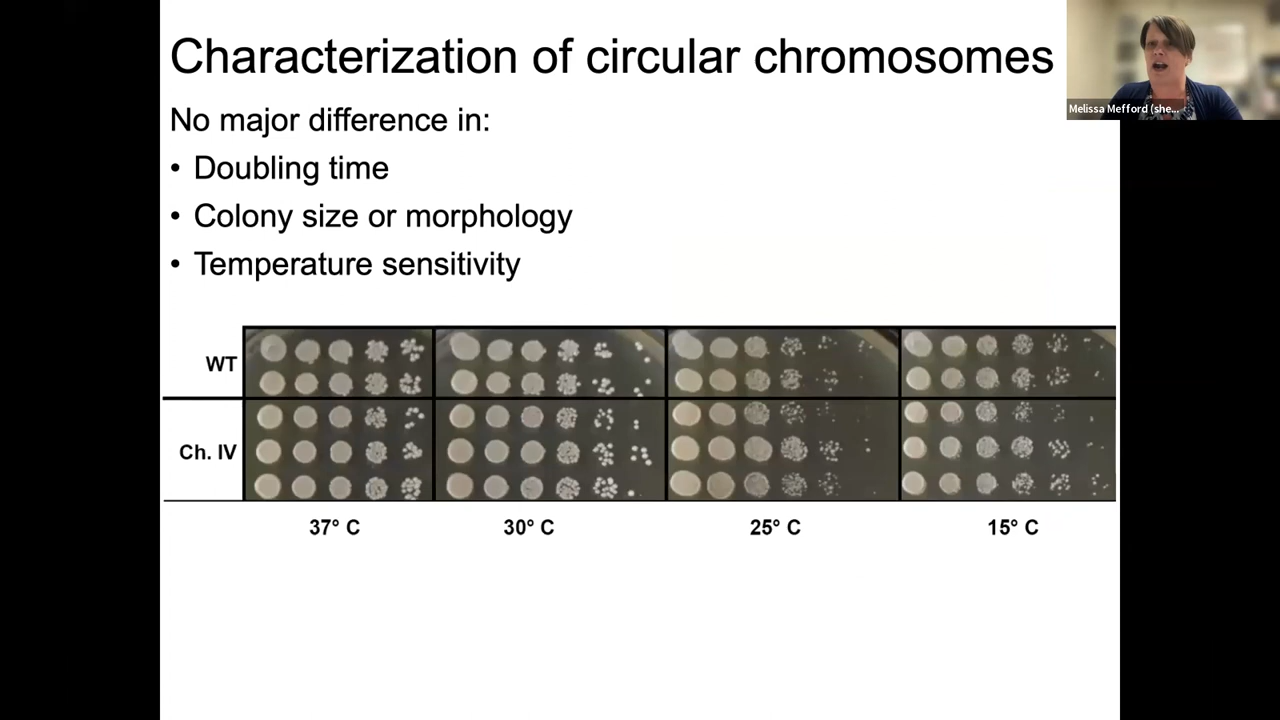 Characterization of circular chromosomes
Melissa Mefford (she...
No major difference in:
• Doubling time
• Colony size or morphology
• Temperature sensitivity
WT
Ch. IV
37° C 30° C 25° C 15° C